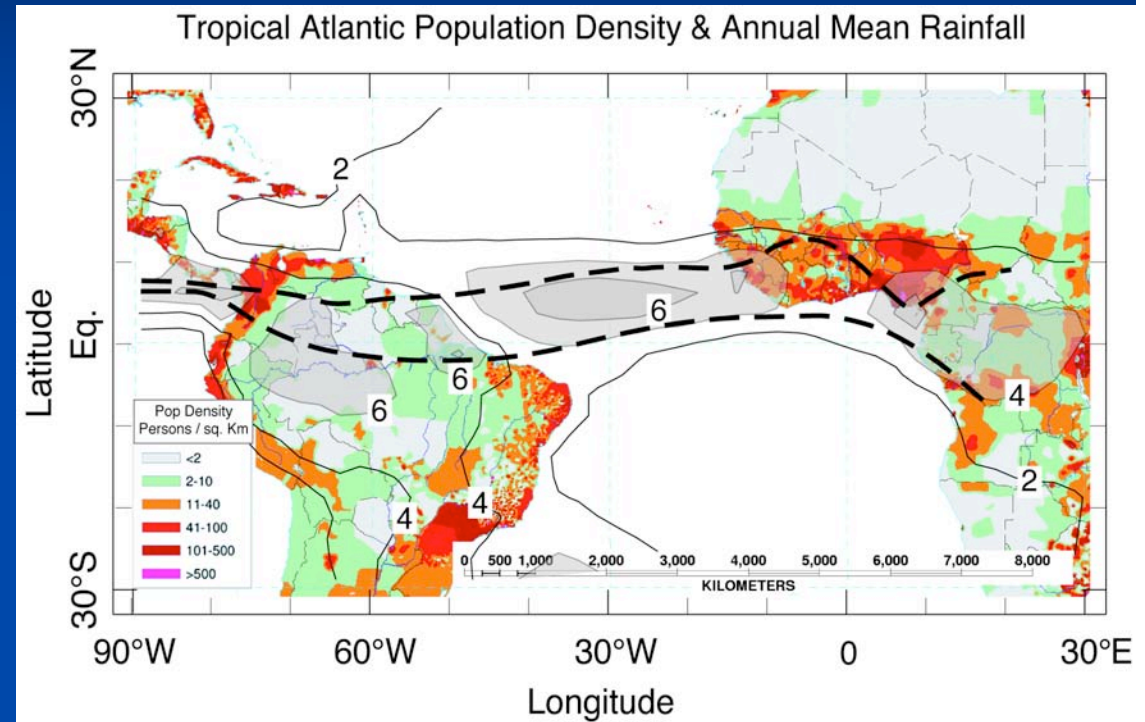 Tropical Atlantic Population Density & Annual Mean Rainfall
30°N
Eq.
30°S
Latitude
2
6
6
6
4
4
4
2
Pop Density
Persons / sq. Km
<2
2-10
11-40
41-100
101-500
>500
0 500 1,000 2,000 3,000 4,000 5,000 6,000 7,000 8,000
KILOMETERS
90°W 60°W 30°W 0 30°E
Longitude